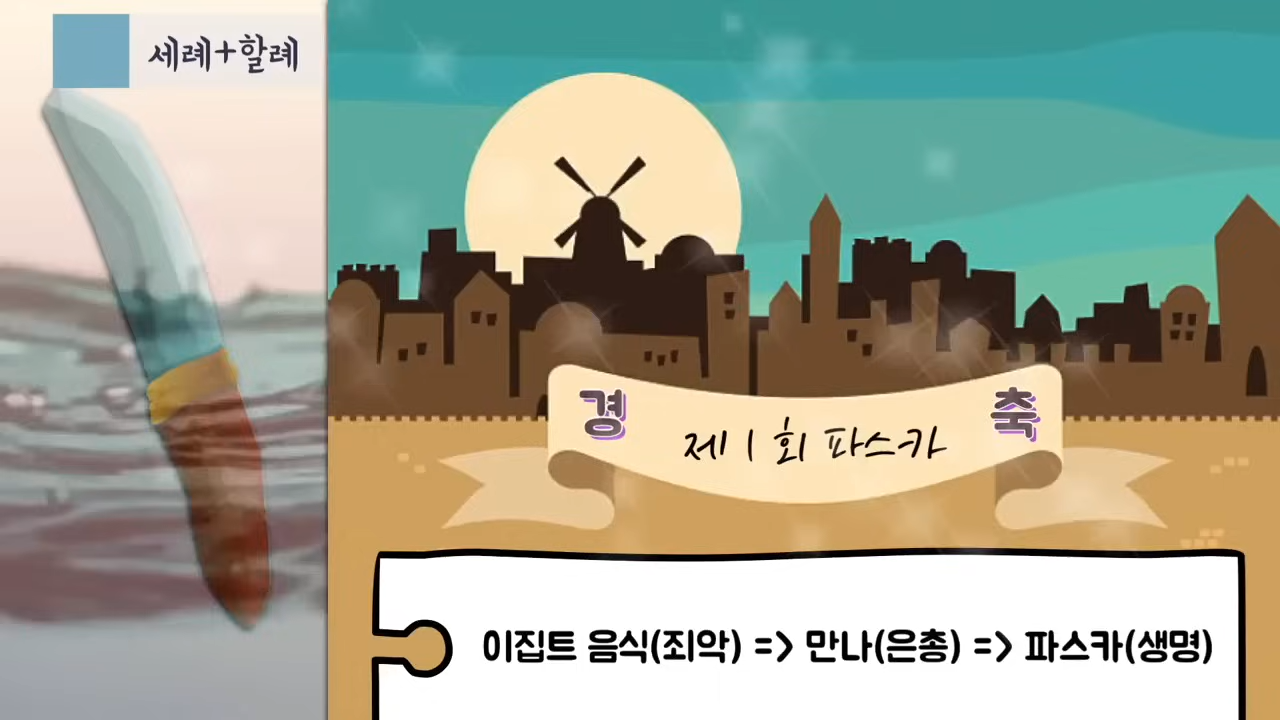 세례+할례
경 축
제 1 회 파스카
이집트 음식(죄악) => 만나(은총) => 파스카(생명)